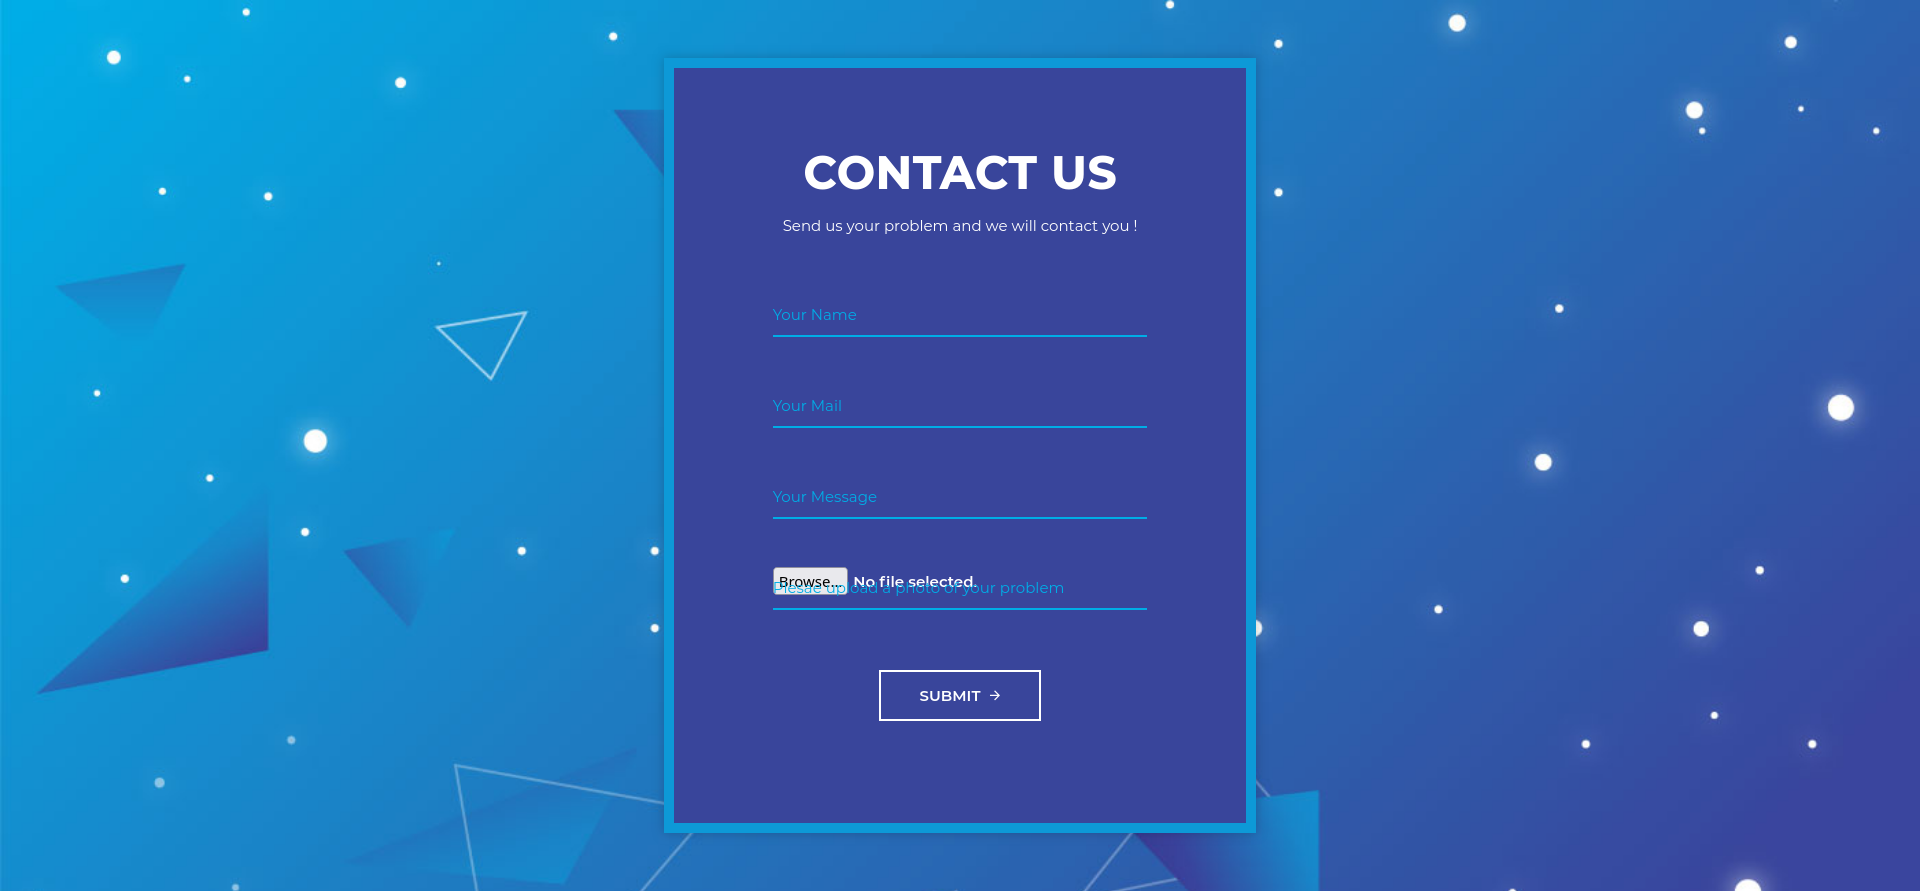 CONTACT US
Send us your problem and we will contact you !
Your Name
Your Mail
Your Message
Browse... No file selected.
Plesae upload a photo of your problem
SUBMIT →